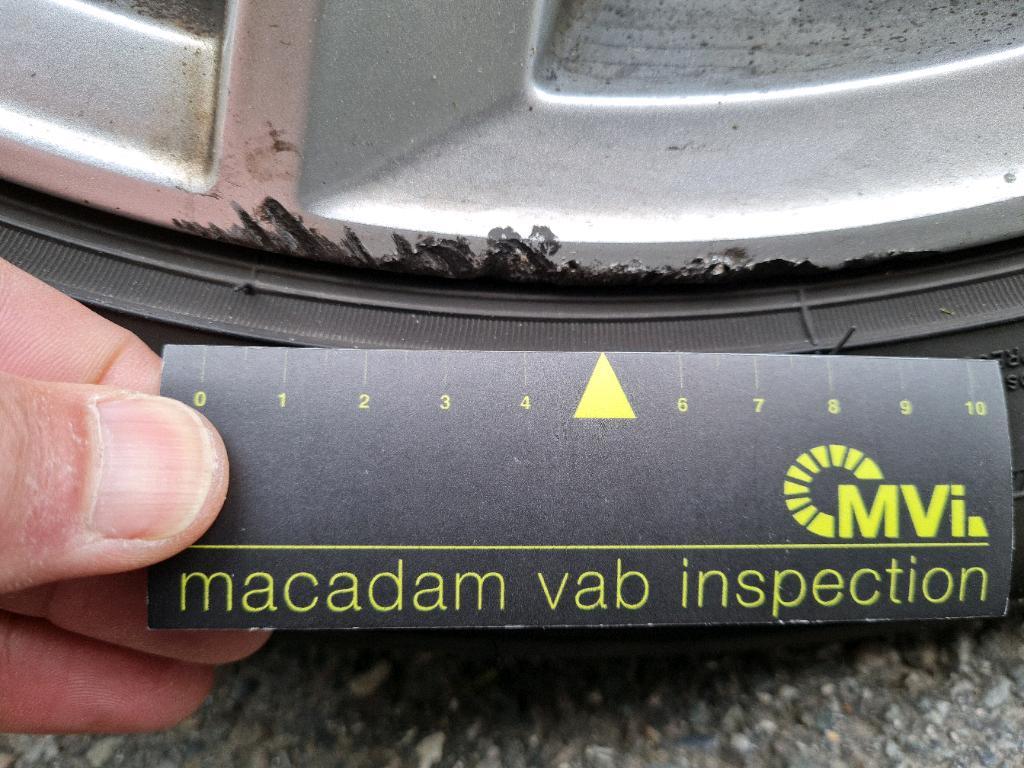 0 1 2 3 4 6 7 8 9 10
MVi
macadam vab inspection